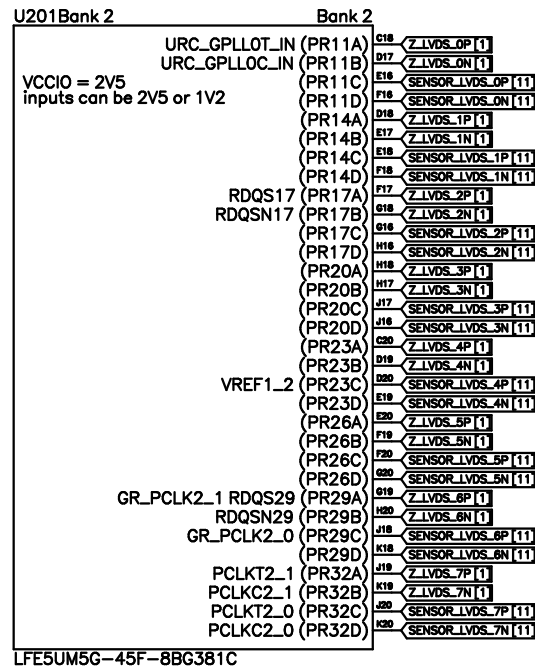 U201Bank 2 Bank 2
URC_GPLL0T_IN (PR11A) C18 Z_LVDS_0P [1]
URC_GPLL0C_IN (PR11B) D17 Z_LVDS_0N [1]
VCCIO = 2V5 (PR11C) E16 SENSOR_LVDS_0P [11]
inputs can be 2V5 or 1V2 (PR11D) F16 SENSOR_LVDS_0N [11]
(PR14A) D18 Z_LVDS_1P [1]
(PR14B) E17 Z_LVDS_1N [1]
(PR14C) E18 SENSOR_LVDS_1P [11]
(PR14D) F18 SENSOR_LVDS_1N [11]
RDQS17 (PR17A) F17 Z_LVDS_2P [1]
RDQSN17 (PR17B) G18 Z_LVDS_2N [1]
(PR17C) G16 SENSOR_LVDS_2P [11]
(PR17D) H16 SENSOR_LVDS_2N [11]
(PR20A) H18 Z_LVDS_3P [1]
(PR20B) H17 Z_LVDS_3N [1]
(PR20C) J17 SENSOR_LVDS_3P [11]
(PR20D) J16 SENSOR_LVDS_3N [11]
(PR23A) C20 Z_LVDS_4P [1]
(PR23B) D19 Z_LVDS_4N [1]
VREF1_2 (PR23C) D20 SENSOR_LVDS_4P [11]
(PR23D) E19 SENSOR_LVDS_4N [11]
(PR26A) E20 Z_LVDS_5P [1]
(PR26B) F19 Z_LVDS_5N [1]
(PR26C) F20 SENSOR_LVDS_5P [11]
(PR26D) G20 SENSOR_LVDS_5N [11]
GR_PCLK2_1 RDQS29 (PR29A) G19 Z_LVDS_6P [1]
RDQSN29 (PR29B) H20 Z_LVDS_6N [1]
GR_PCLK2_0 (PR29C) J18 SENSOR_LVDS_6P [11]
(PR29D) K18 SENSOR_LVDS_6N [11]
PCLKT2_1 (PR32A) J19 Z_LVDS_7P [1]
PCLKC2_1 (PR32B) K19 Z_LVDS_7N [1]
PCLKT2_0 (PR32C) J20 SENSOR_LVDS_7P [11]
PCLKC2_0 (PR32D) K20 SENSOR_LVDS_7N [11]
LFE5UM5G-45F-8BG381C